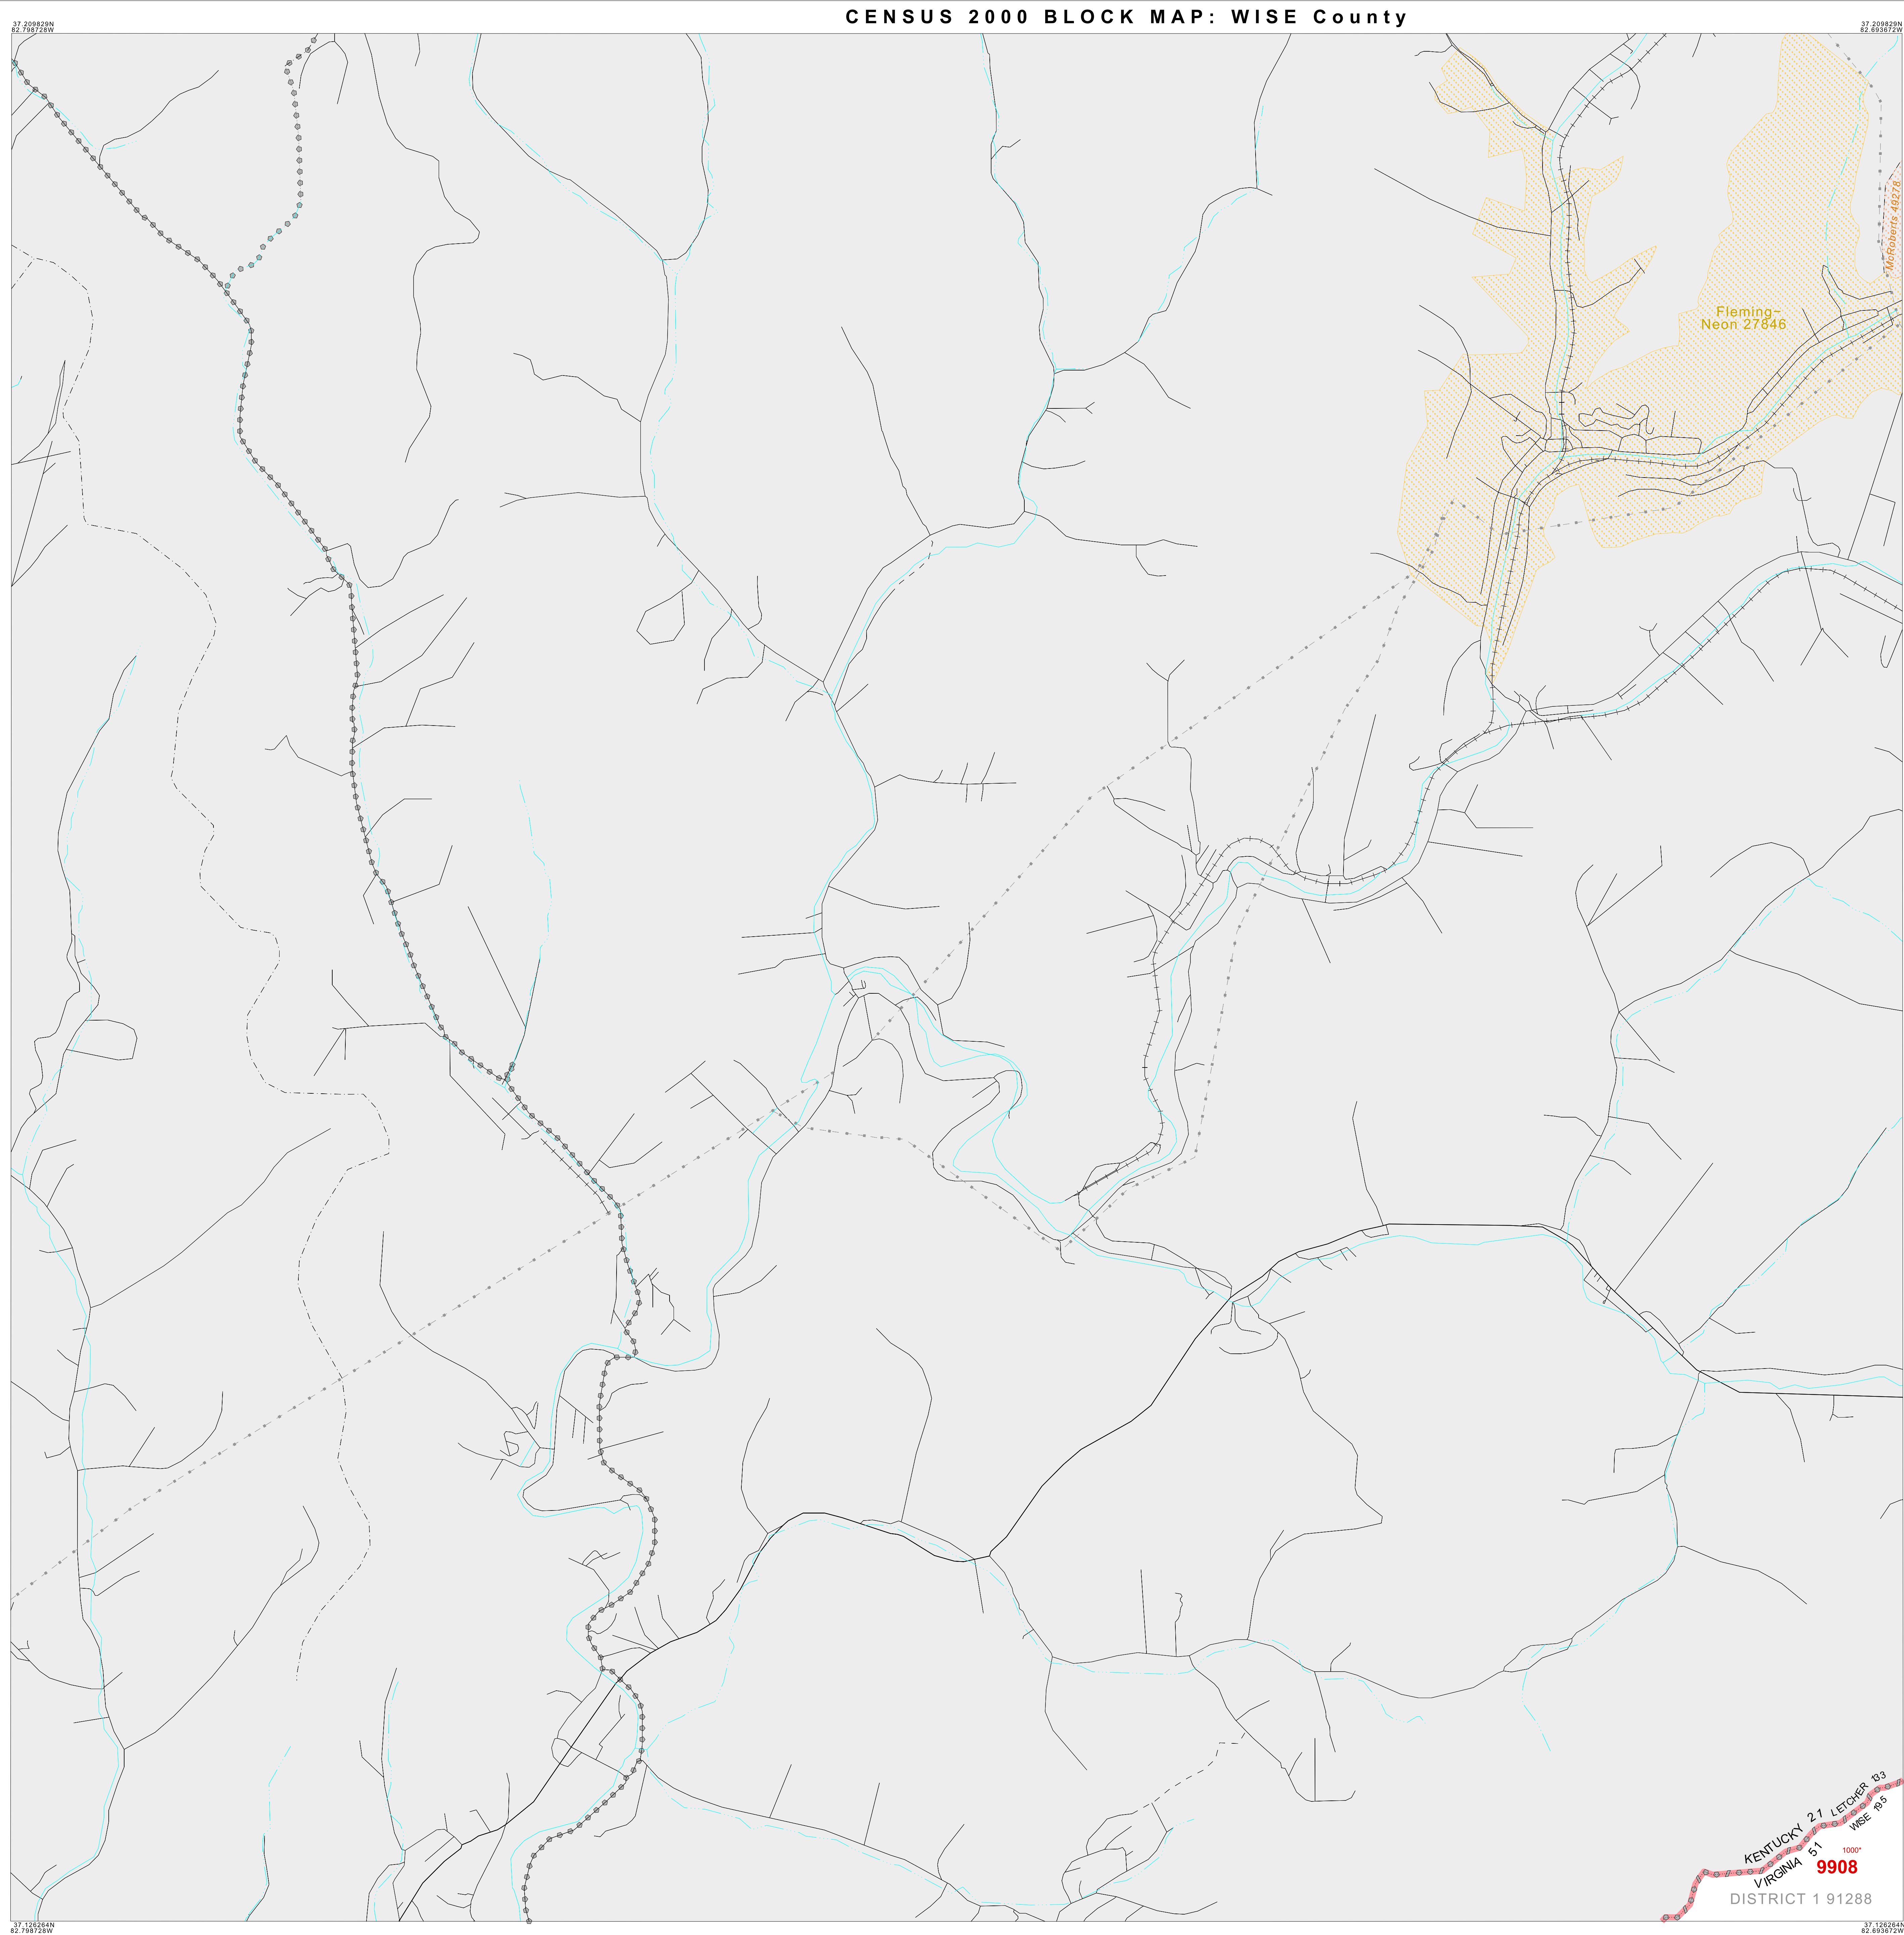 CENSUS 2000 BLOCK MAP: WISE County
37.209829N
82.798728W
37.209829N
82.693672W
McRoberts 49278
Fleming-
Neon 27846
KENTUCKY 21
LETCHER 133
VIRGINIA 51
WISE 195
1000*
9908
DISTRICT 1 91288
37.126264N
82.798728W
37.126264N
82.693672W